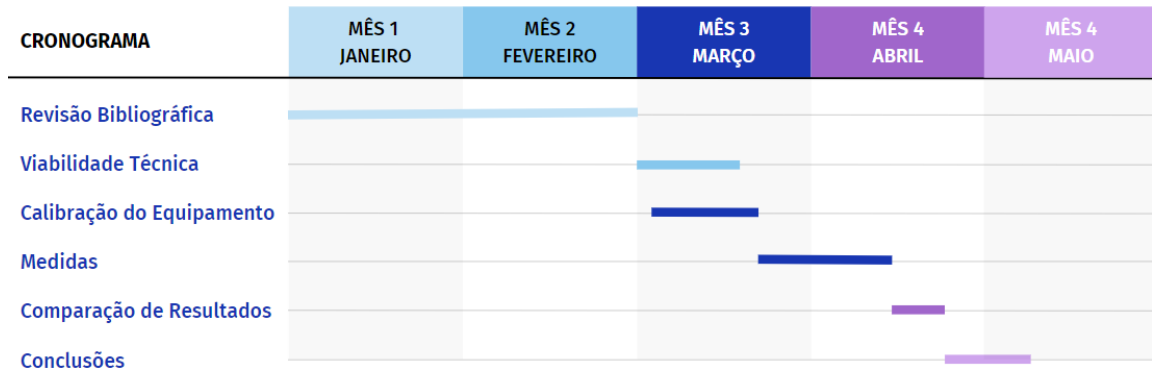 CRONOGRAMA
MÊS 1
JANEIRO
MÊS 2
FEVEREIRO
MÊS 3
MARÇO
MÊS 4
ABRIL
MÊS 4
MAIO
Revisão Bibliográfica
Viabilidade Técnica
Calibração do Equipamento
Medidas
Comparação de Resultados
Conclusões